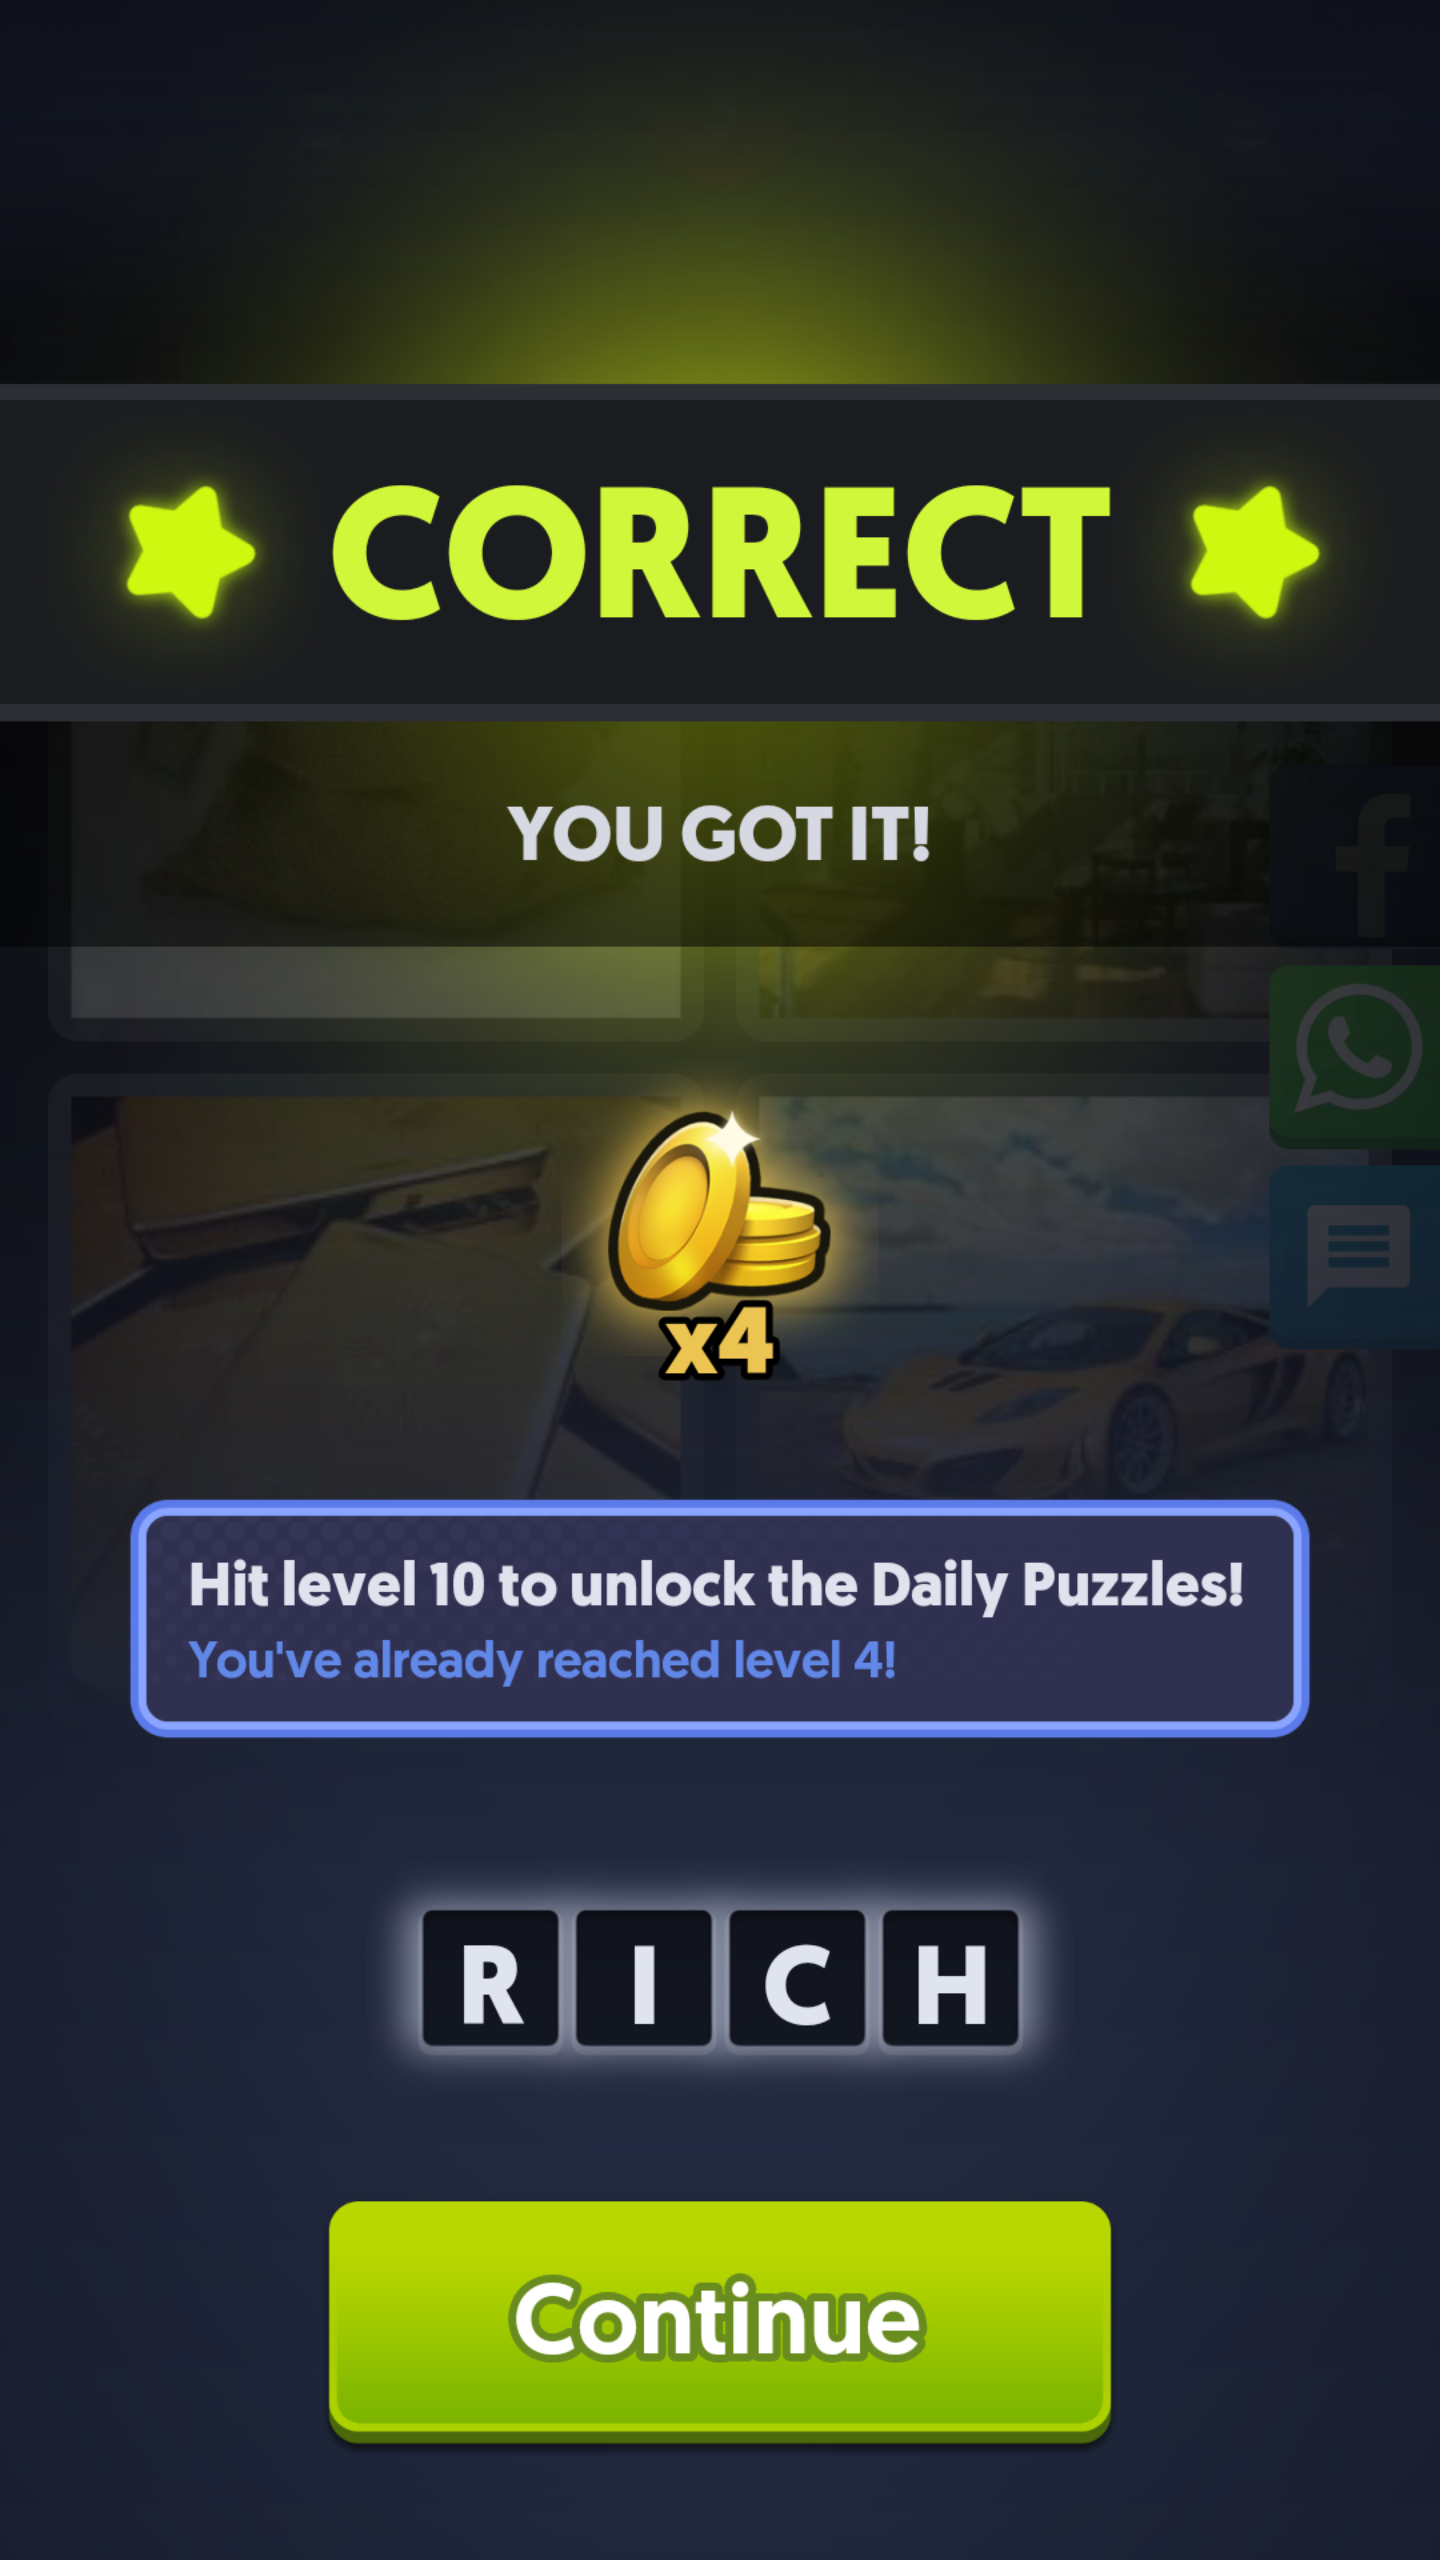 CORRECT
YOU GOT IT!
x4
Hit level 10 to unlock the Daily Puzzles!
You've already reached level 4!
RICH
Continue